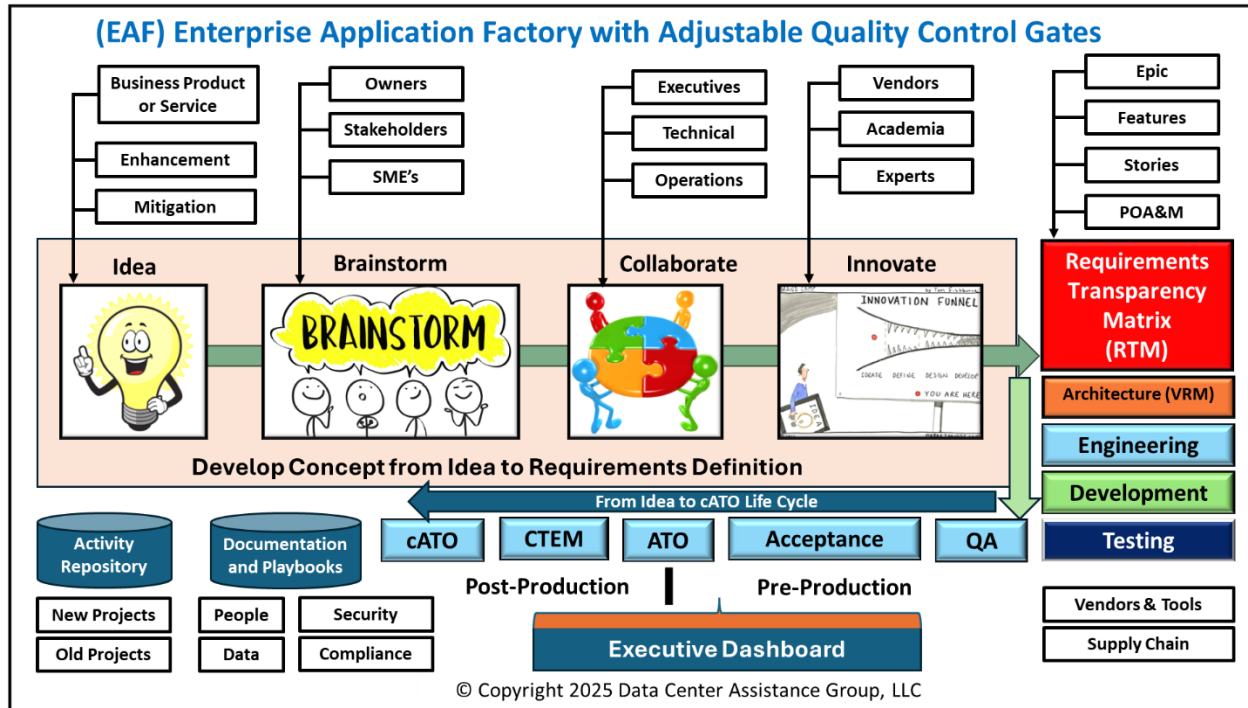 (EAF) Enterprise Application Factory with Adjustable Quality Control Gates
Business Product
or Service
Enhancement
Mitigation
Owners
Stakeholders
SME's
Executives
Technical
Operations
Vendors
Academia
Experts
Epic
Features
Stories
POA&M
Idea
Brainstorm
Collaborate
Innovate
BRAINSTORM
INNOVATION FUNNEL
IDEATE DEFINE DESIGN DEVELOP
YOU ARE HERE
IDEA
Requirements
Transparency
Matrix
(RTM)
Architecture (VRM)
Engineering
Development
Testing
Develop Concept from Idea to Requirements Definition
From Idea to cATO Life Cycle
cATO
CTEM
ATO
Acceptance
QA
Post-Production
Pre-Production
Executive Dashboard
Activity
Repository
Documentation
and Playbooks
New Projects
Old Projects
People
Data
Security
Compliance
Vendors & Tools
Supply Chain
© Copyright 2025 Data Center Assistance Group, LLC